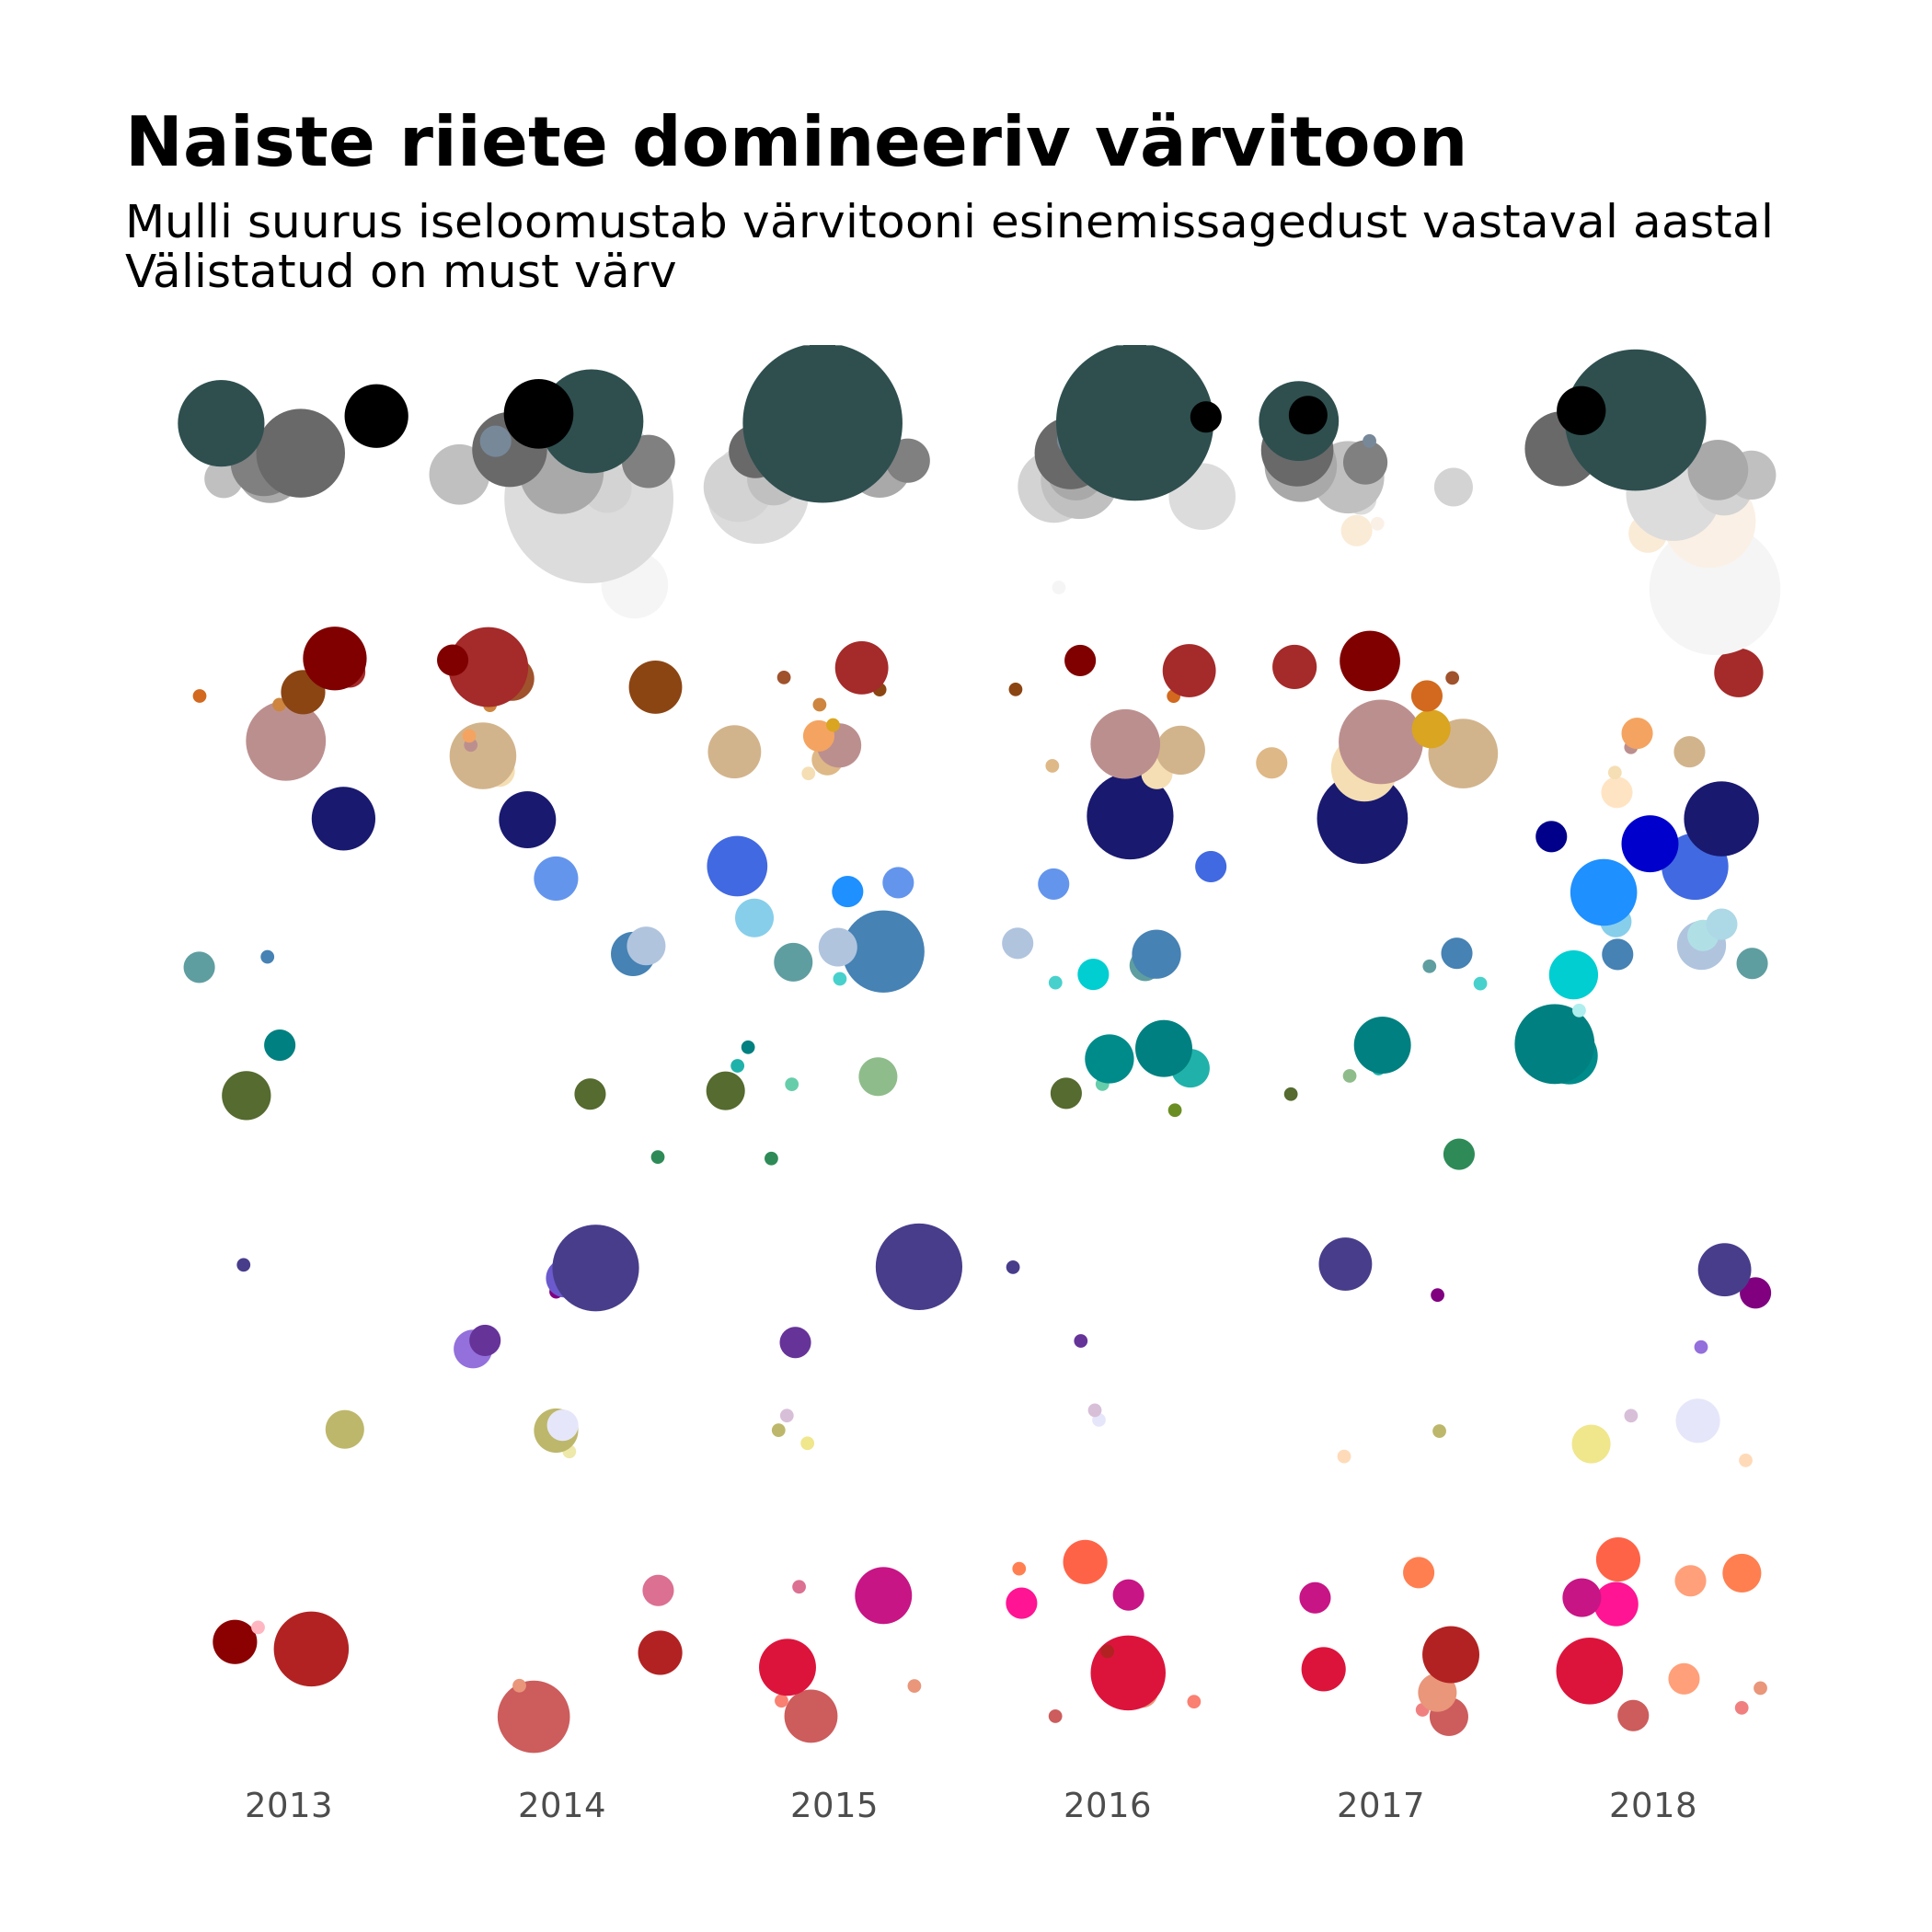 Naiste riiete domineeriv värvitoon
Mulli suurus iseloomustab värvitooni esinemissagedust vastaval aastal
Välistatud on must värv
2013 2014 2015 2016 2017 2018